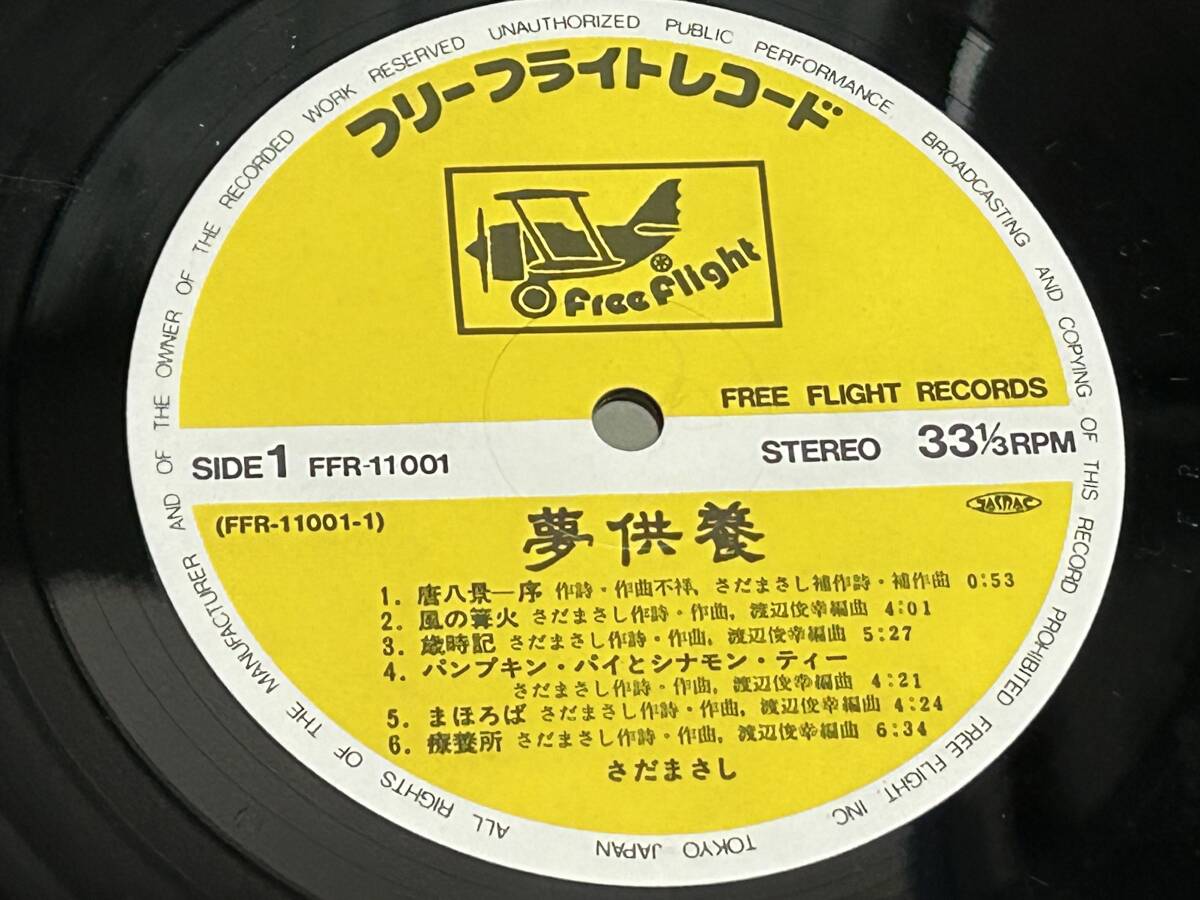 ALL RIGHTS OF THE MANUFACTURER AND OF THE OWNER OF THE RECORDED WORK RESERVED UNAUTHORIZED PUBLIC PERFORMANCE BROADCASTING AND COPYING OF THIS RECORD PROHIBITED FREE FLIGHT, INC. TOKYO JAPAN
フリーフライトレコード
free flight
FREE FLIGHT RECORDS
SIDE 1 FFR-11001
STEREO 33⅓RPM
(FFR-11001-1)
JASRAC
夢供養
1. 唐八景―序 作詩・作曲不祥, さだまさし補作詩・補作曲 0:53
2. 風の篝火 さだまさし作詩・作曲, 渡辺俊幸編曲 4:01
3. 歳時記 さだまさし作詩・作曲, 渡辺俊幸編曲 5:27
4. パンプキン・パイとシナモン・ティー
さだまさし作詩・作曲, 渡辺俊幸編曲 4:21
5. まほろば さだまさし作詩・作曲, 渡辺俊幸編曲 4:24
6. 療養所 さだまさし作詩・作曲, 渡辺俊幸編曲 6:34
さだまさし